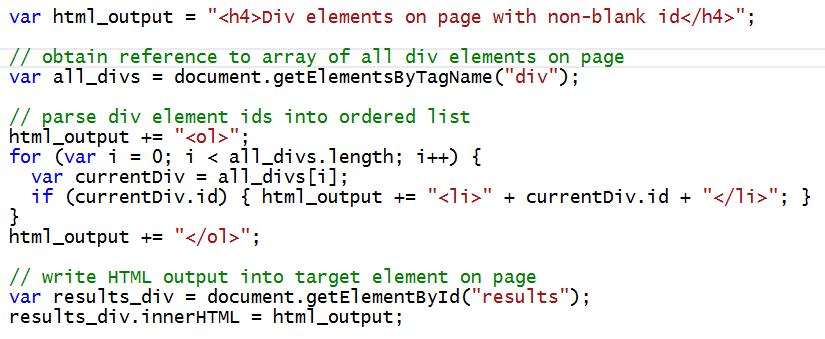 var html_output = "<h4>Div elements on page with non-blank id</h4>";
// obtain reference to array of all div elements on page
var all_divs = document.getElementsByTagName("div");
// parse div element ids into ordered list
html_output += "<ol>";
for (var i = 0; i < all_divs.length; i++) {
  var currentDiv = all_divs[i];
  if (currentDiv.id) { html_output += "<li>" + currentDiv.id + "</li>"; }
}
html_output += "</ol>";
// write HTML output into target element on page
var results_div = document.getElementById("results");
results_div.innerHTML = html_output;